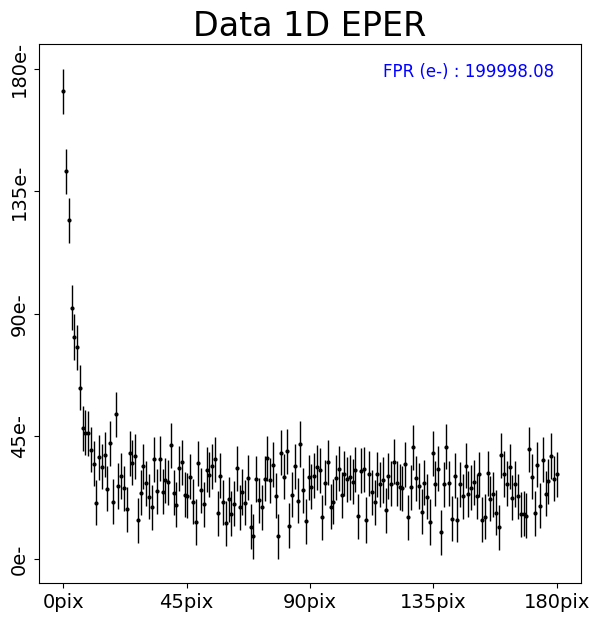 Data 1D EPER
FPR (e-) : 199998.08
180e-
135e-
90e-
45e-
0e-
0pix 45pix 90pix 135pix 180pix